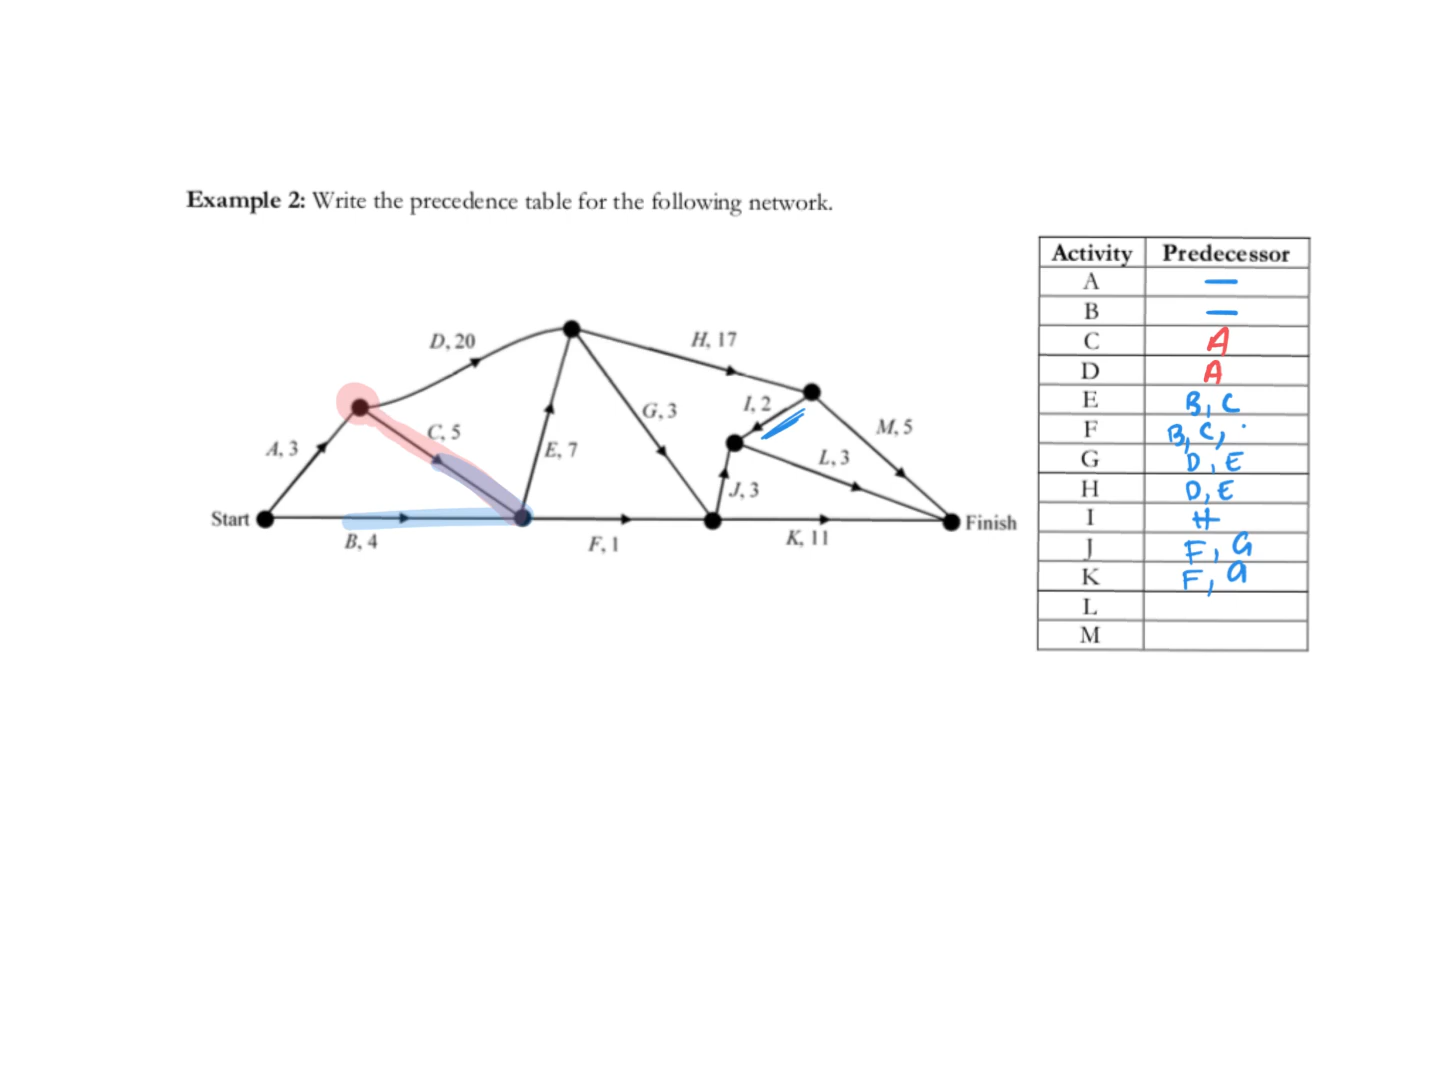 Example 2: Write the precedence table for the following network.
Activity Predecessor
A —
B —
C A
D A
E B, C
F B, C,
G D, E
H D, E
I H
J F, G
K F, G
L
M
D, 20
H, 17
I, 2
G, 3
M, 5
C, 5
A, 3
E, 7
L, 3
J, 3
Start
Finish
B, 4
F, 1
K, 11